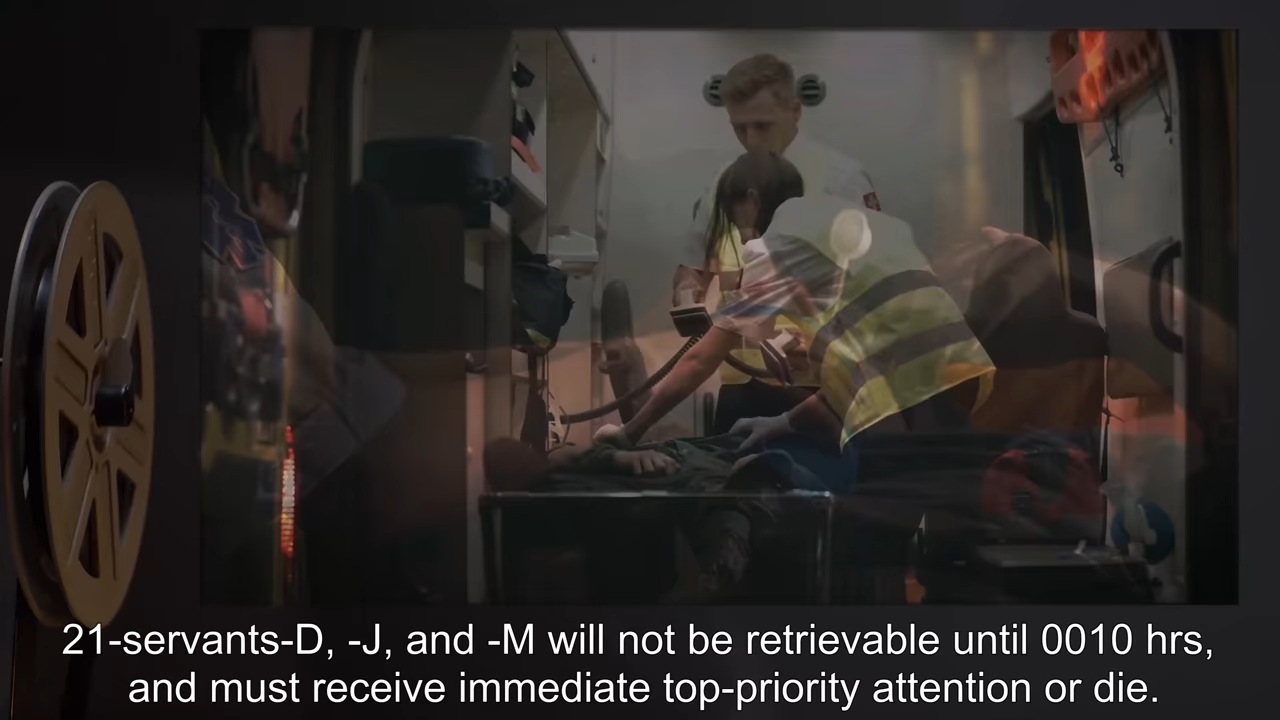 21-servants-D, -J, and -M will not be retrievable until 0010 hrs,
and must receive immediate top-priority attention or die.